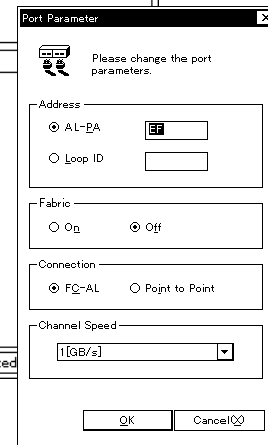 Port Parameter
Please change the port
parameters.
Address
AL-PA
EF
Loop ID
Fabric
On
Off
Connection
FC-AL
Point to Point
Channel Speed
1[GB/s]
ted
OK
Cancel(X)